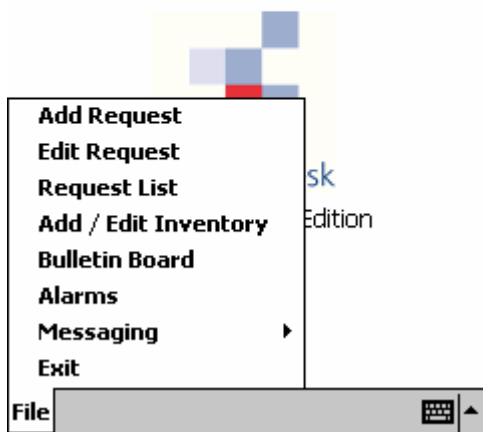 Add Request
Edit Request
Request List
sk
Add / Edit Inventory
Edition
Bulletin Board
Alarms
Messaging
Exit
File